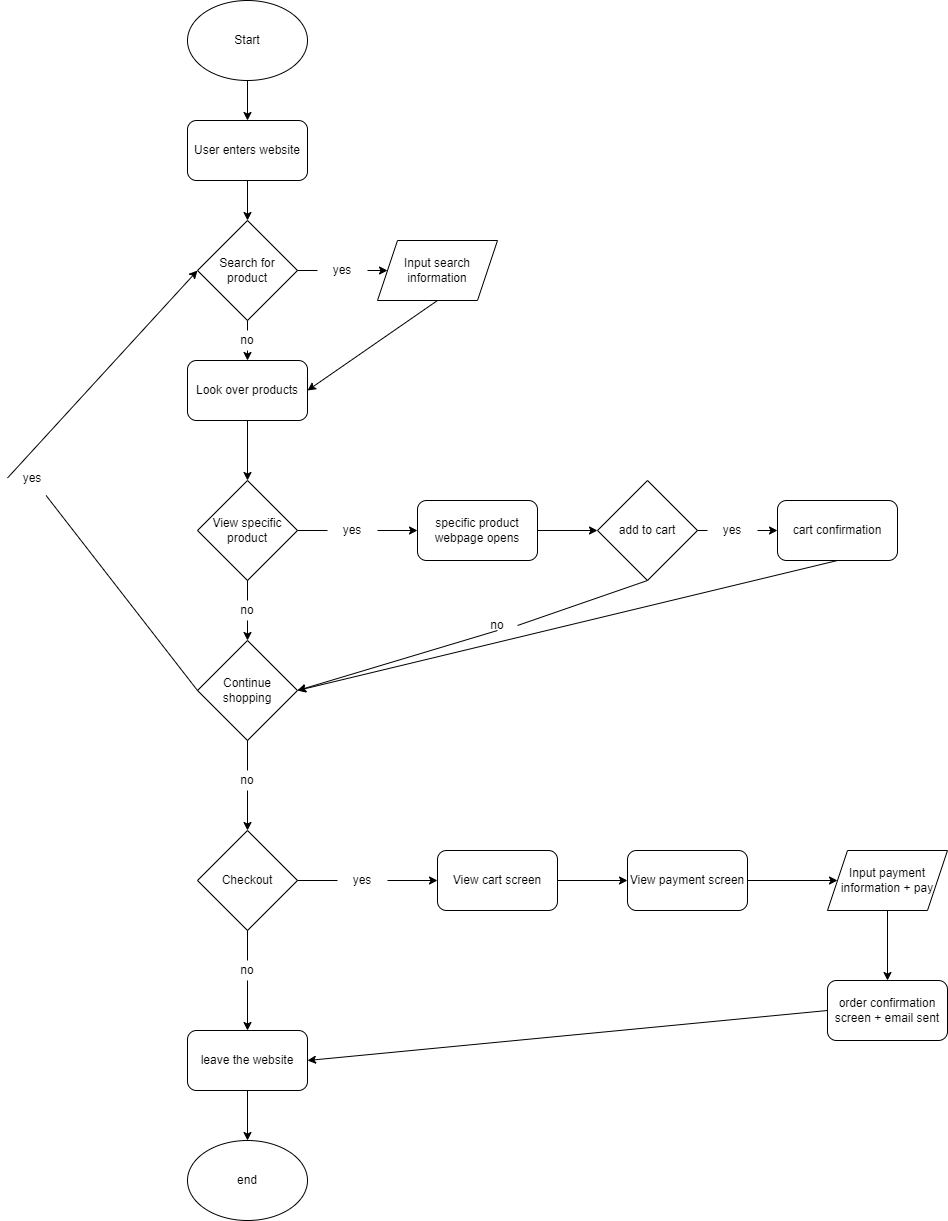 Start
User enters website
Search for
product
yes
Input search
information
no
Look over products
yes
View specific
product
yes
specific product
webpage opens
add to cart
yes
cart confirmation
no
no
Continue
shopping
no
Checkout
yes
View cart screen
View payment screen
Input payment
information + pay
no
order confirmation
screen + email sent
leave the website
end